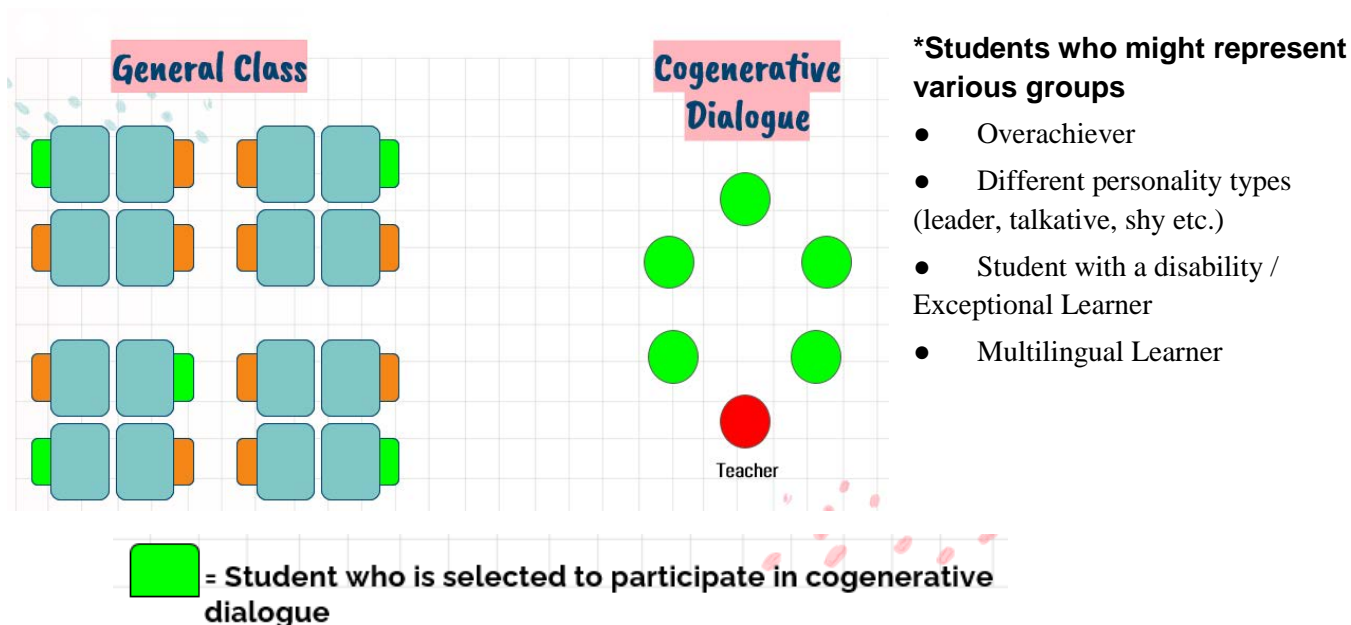 General Class
Cogenerative
Dialogue
Teacher
= Student who is selected to participate in cogenerative
dialogue
*Students who might represent
various groups
● Overachiever
● Different personality types
(leader, talkative, shy etc.)
● Student with a disability /
Exceptional Learner
● Multilingual Learner